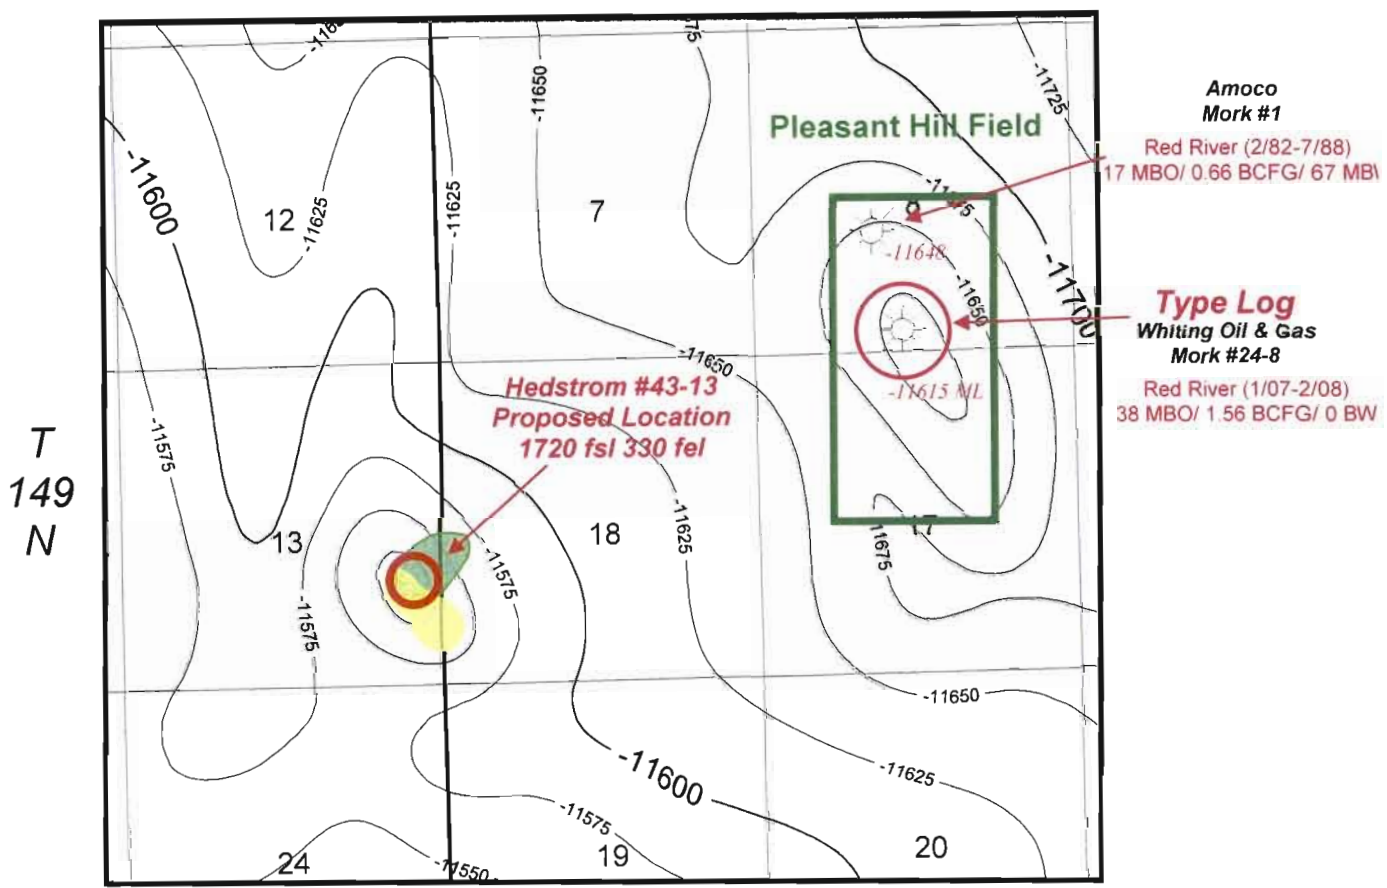 -11650
-11725
Amoco
Mork #1
Pleasant Hill Field
Red River (2/82-7/88)
17 MBO/ 0.66 BCFG/ 67 MB
-11600
12
-11625
-11625
7
8
-11648
-11650
-11700
Type Log
Whiting Oil & Gas
Mork #24-8
-11650
Hedstrom #43-13
Proposed Location
1720 fsl 330 fel
-11615 ML
Red River (1/07-2/08)
38 MBO/ 1.56 BCFG/ 0 BW
T
149
N
-11575
13
18
-11625
17
-11675
-11575
-11575
-11650
-11600
-11625
-11575
24
-11550
19
20